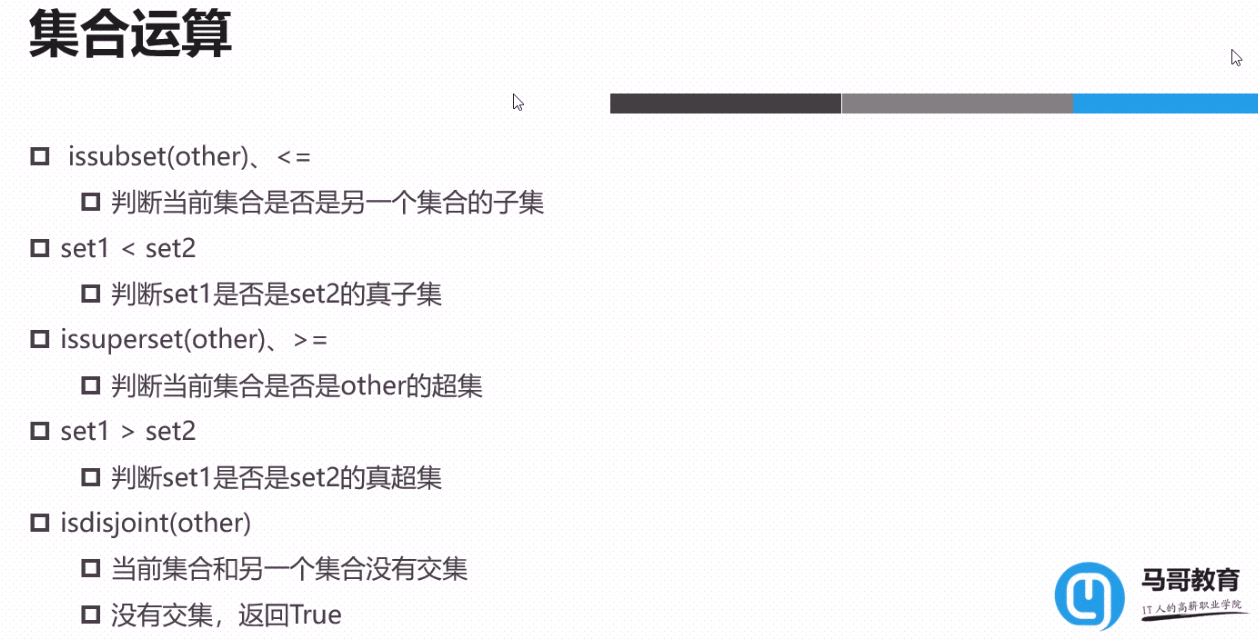 集合运算
issubset(other)、<=
判断当前集合是否是另一个集合的子集
set1 < set2
判断set1是否是set2的真子集
issuperset(other)、>=
判断当前集合是否是other的超集
set1 > set2
判断set1是否是set2的真超集
isdisjoint(other)
当前集合和另一个集合没有交集
没有交集，返回True
马哥教育
IT人的高薪职业学院